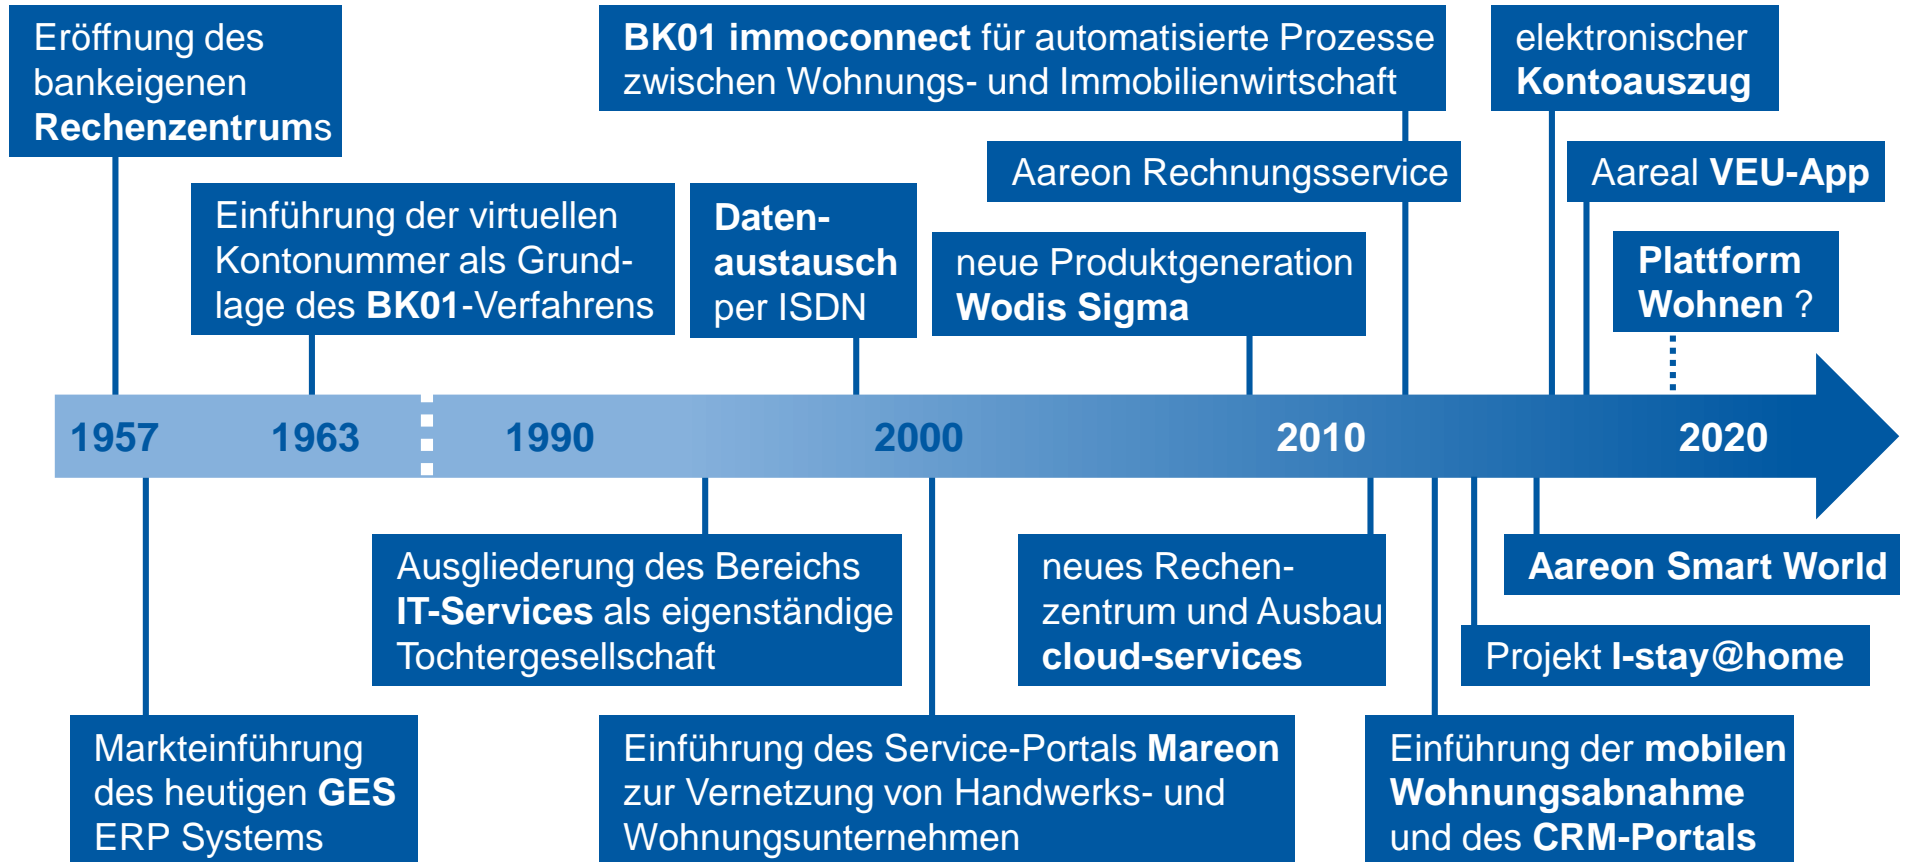 Eröffnung des
bankeigenen
Rechenzentrums
BK01 immoconnect für automatisierte Prozesse
zwischen Wohnungs- und Immobilienwirtschaft
elektronischer
Kontoauszug
Aareon Rechnungsservice
Aareal VEU-App
Einführung der virtuellen
Kontonummer als Grund-
lage des BK01-Verfahrens
Daten-
austausch
per ISDN
neue Produktgeneration
Wodis Sigma
Plattform
Wohnen ?
1957 1963 1990 2000 2010 2020
Ausgliederung des Bereichs
IT-Services als eigenständige
Tochtergesellschaft
neues Rechen-
zentrum und Ausbau
cloud-services
Aareon Smart World
Projekt I-stay@home
Markteinführung
des heutigen GES
ERP Systems
Einführung des Service-Portals Mareon
zur Vernetzung von Handwerks- und
Wohnungsunternehmen
Einführung der mobilen
Wohnungsabnahme
und des CRM-Portals